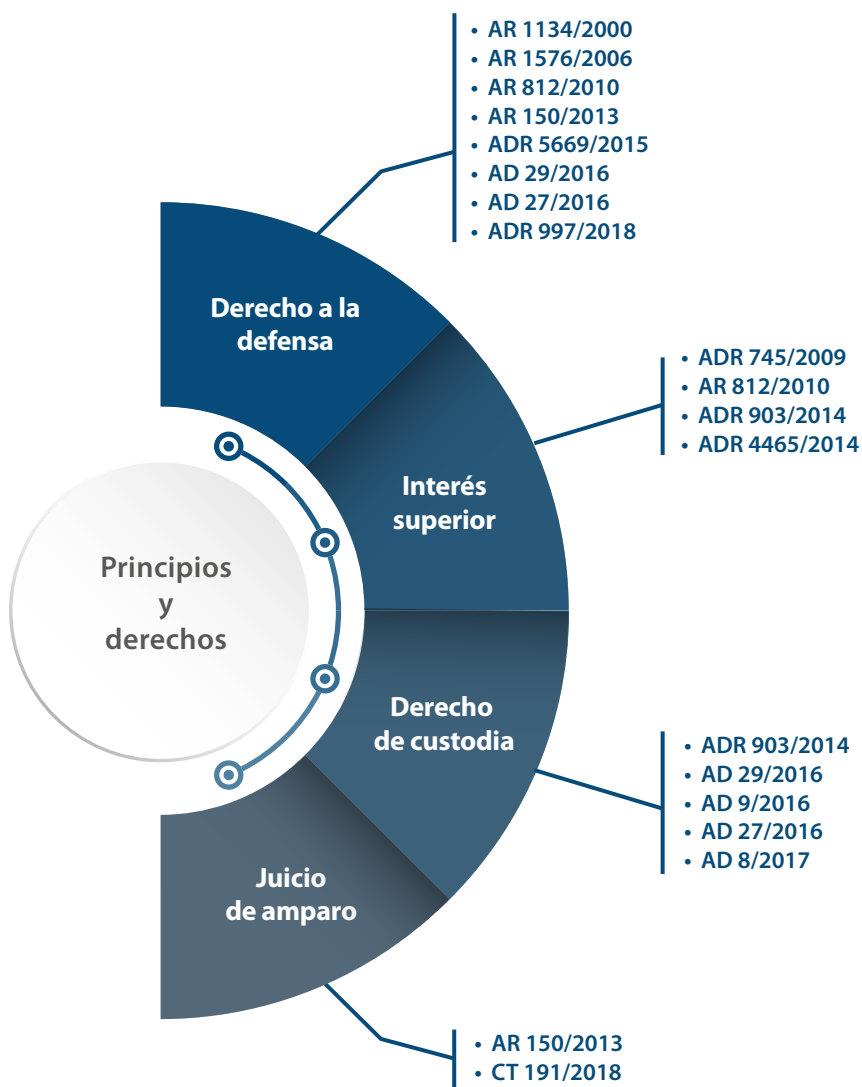 • AR 1134/2000
• AR 1576/2006
• AR 812/2010
• AR 150/2013
• ADR 5669/2015
• AD 29/2016
• AD 27/2016
• ADR 997/2018
Derecho a la
defensa
• ADR 745/2009
• AR 812/2010
• ADR 903/2014
• ADR 4465/2014
Interés
superior
Principios
y
derechos
Derecho
de custodia
• ADR 903/2014
• AD 29/2016
• AD 9/2016
• AD 27/2016
• AD 8/2017
Juicio
de amparo
• AR 150/2013
• CT 191/2018